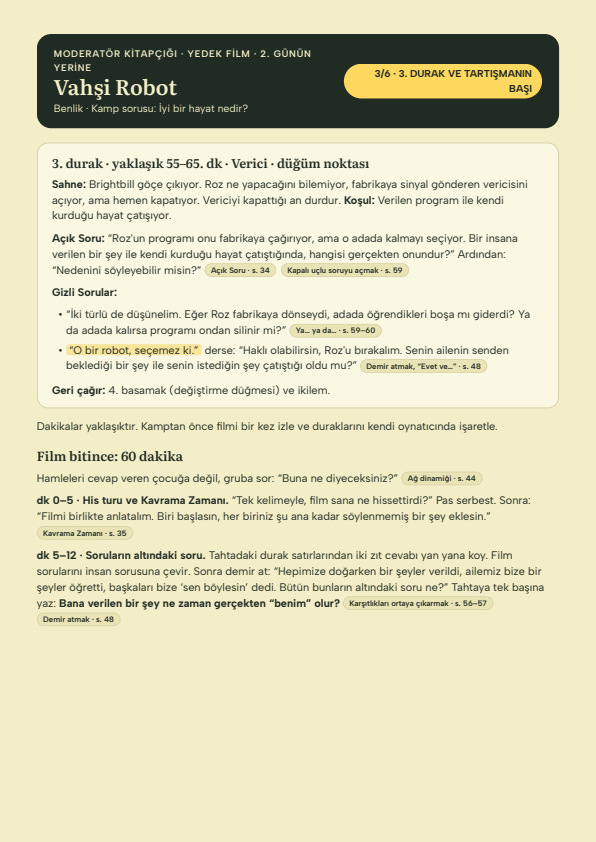 MODERATÖR KİTAPÇIĞI · YEDEK FİLM · 2. GÜNÜN
YERİNE
Vahşi Robot
Benlik · Kamp sorusu: İyi bir hayat nedir?
3/6 · 3. DURAK VE TARTIŞMANIN
BAŞI
3. durak · yaklaşık 55–65. dk · Verici · düğüm noktası
Sahne: Brightbill göçe çıkıyor. Roz ne yapacağını bilemiyor, fabrikaya sinyal gönderen vericisini
açıyor, ama hemen kapatıyor. Vericiyi kapattığı an durdur. Koşul: Verilen program ile kendi
kurduğu hayat çatışıyor.
Açık Soru: “Roz'un programı onu fabrikaya çağırıyor, ama o adada kalmayı seçiyor. Bir insana
verilen bir şey ile kendi kurduğu hayat çatıştığında, hangisi gerçekten onundur?” Ardından:
“Nedenini söyleyebilir misin?” Açık Soru · s. 34 Kapalı uçlu soruyu açmak · s. 59
Gizli Sorular:
• “İki türlü de düşünelim. Eğer Roz fabrikaya dönseydi, adada öğrendikleri boşa mı giderdi? Ya
da adada kalırsa programı ondan silinir mi?” Ya... ya da... · s. 59–60
• “O bir robot, seçemez ki.” derse: “Haklı olabilirsin, Roz'u bırakalım. Senin ailenin senden
beklediği bir şey ile senin istediğin şey çatıştığı oldu mu?” Demir atmak, “Evet ve...” · s. 48
Geri çağır: 4. basamak (değiştirme düğmesi) ve ikilem.
Dakikalar yaklaşıktır. Kamptan önce filmi bir kez izle ve duraklarını kendi oynatıcında işaretle.
Film bitince: 60 dakika
Hamleleri cevap veren çocuğa değil, gruba sor: “Buna ne diyeceksiniz?” Ağ dinamiği · s. 44
dk 0–5 · His turu ve Kavrama Zamanı. “Tek kelimeyle, film sana ne hissettirdi?” Pas serbest. Sonra:
“Filmi birlikte anlatalım. Biri başlasın, her biriniz şu ana kadar söylenmemiş bir şey eklesin.”
Kavrama Zamanı · s. 35
dk 5–12 · Soruların altındaki soru. Tahtadaki durak satırlarından iki zıt cevabı yan yana koy. Film
sorularını insan sorusuna çevir. Sonra demir at: “Hepimize doğarken bir şeyler verildi, ailemiz bize bir
şeyler öğretti, başkaları bize ‘sen böylesin’ dedi. Bütün bunların altındaki soru ne?” Tahtaya tek başına
yaz: Bana verilen bir şey ne zaman gerçekten “benim” olur? Karşıtlıkları ortaya çıkarmak · s. 56–57
Demir atmak · s. 48